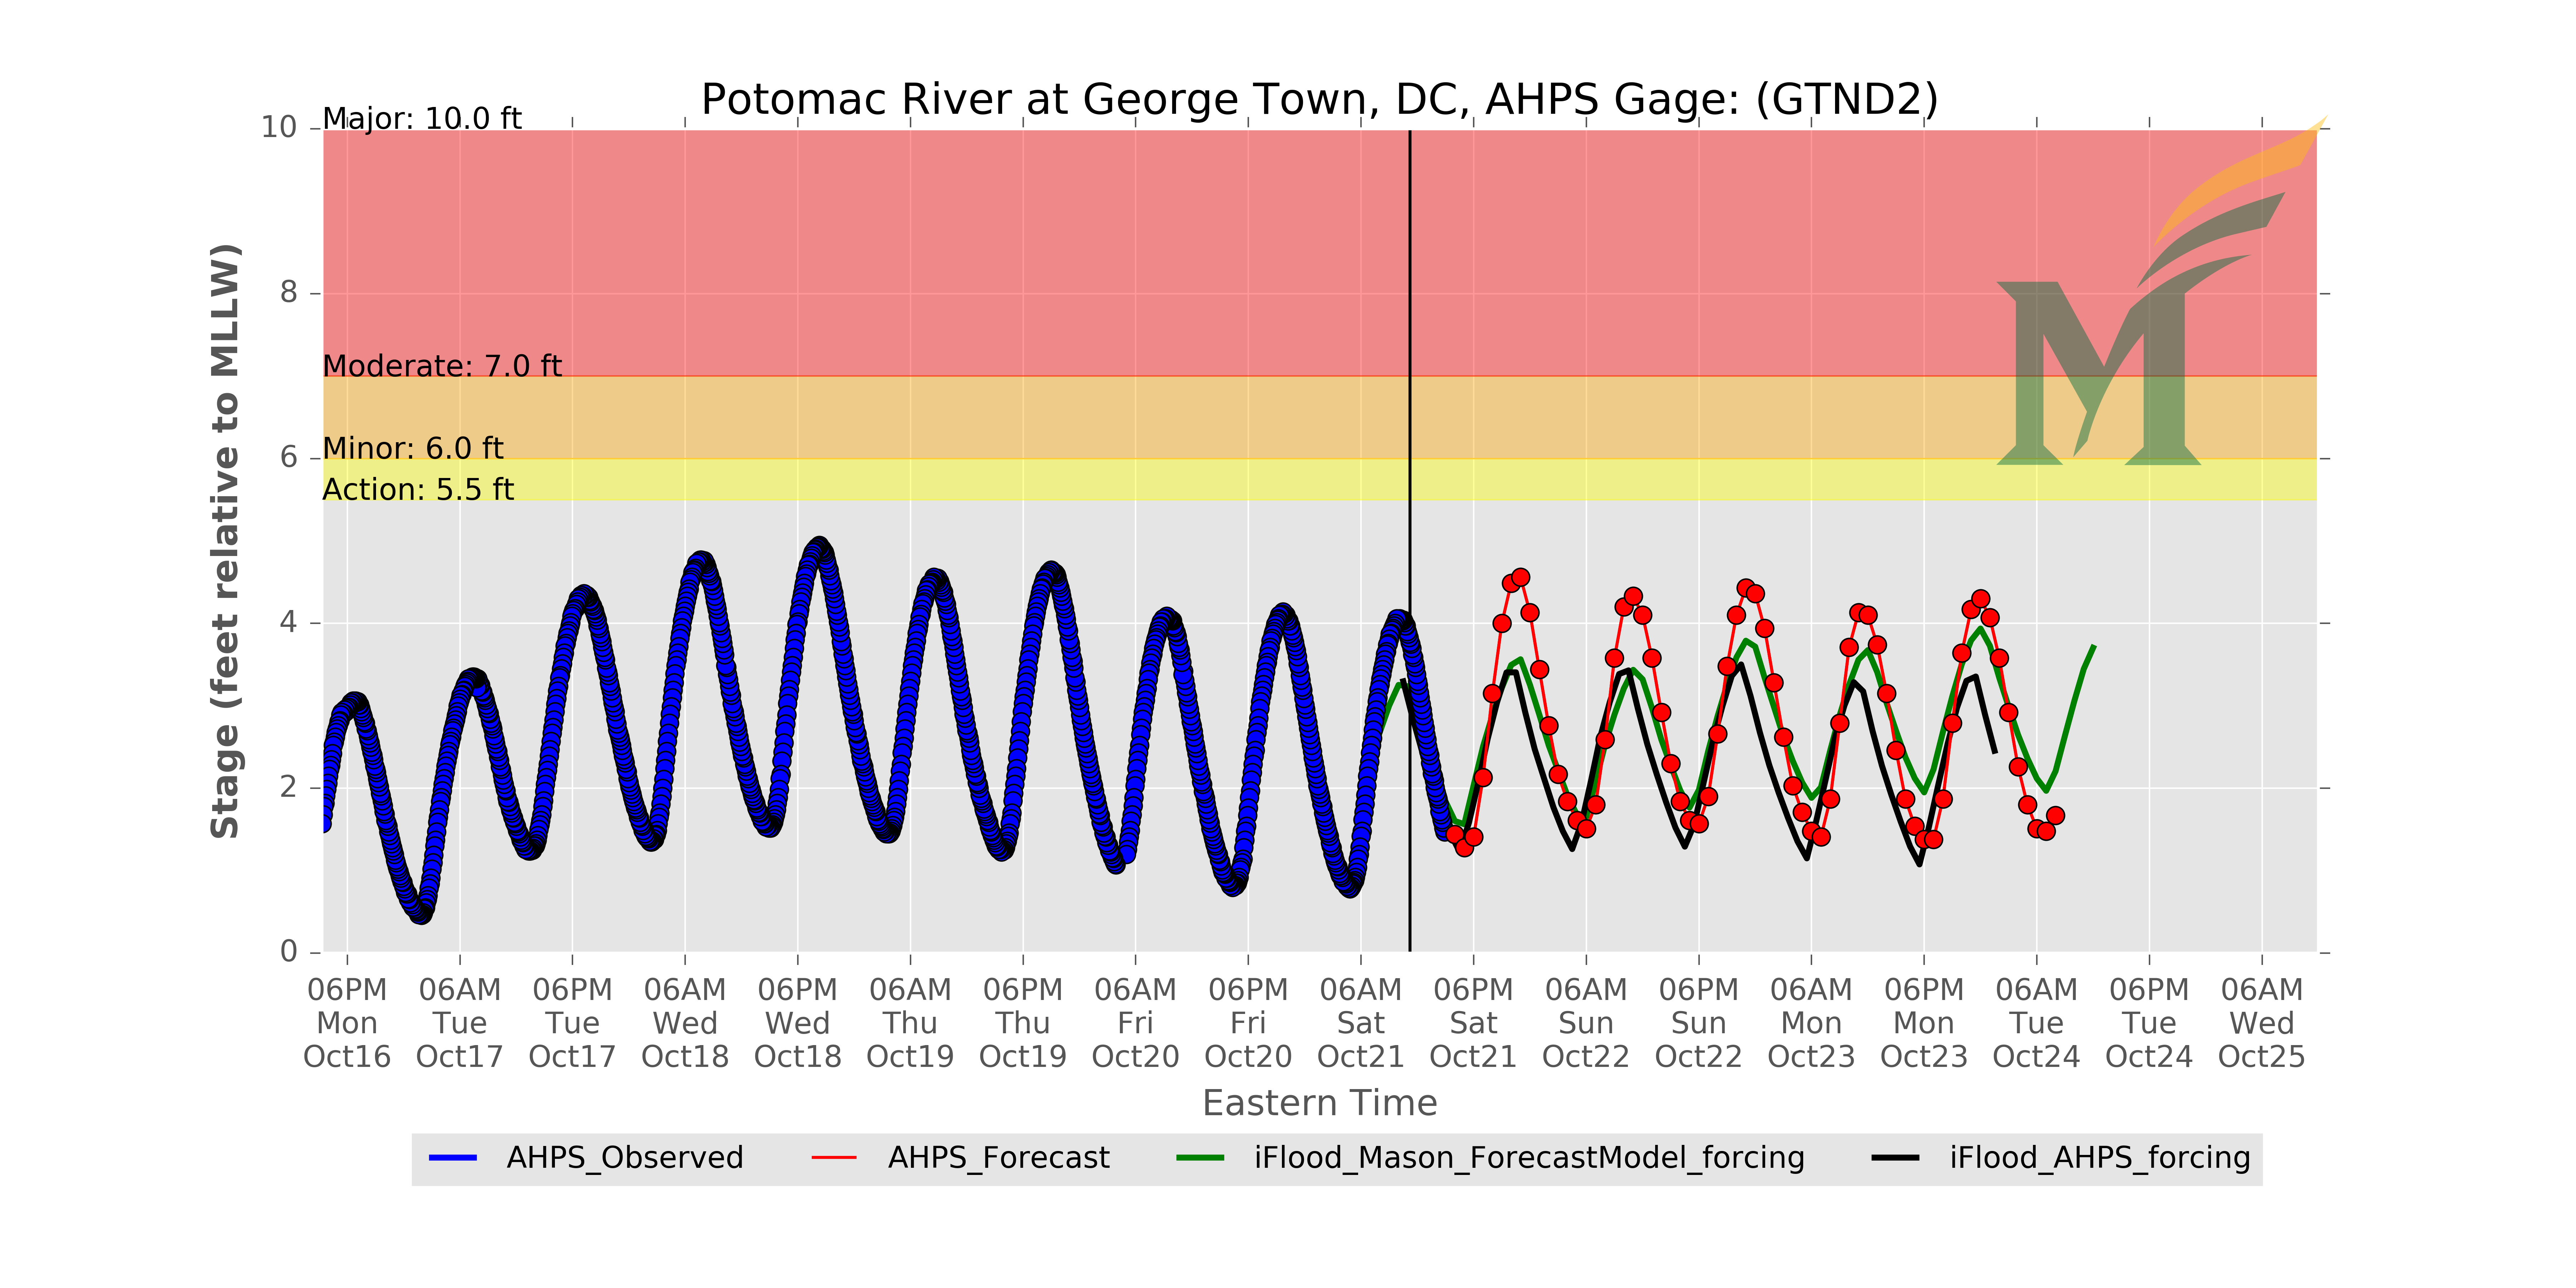 Potomac River at George Town, DC, AHPS Gage: (GTND2)
Major: 10.0 ft
Moderate: 7.0 ft
Minor: 6.0 ft
Action: 5.5 ft
Stage (feet relative to MLLW)
10
8
6
4
2
0
06PM 06AM 06PM 06AM 06PM 06AM 06PM 06AM 06PM 06AM 06PM 06AM 06PM 06AM 06PM 06AM 06PM 06AM
Mon Tue Tue Wed Wed Thu Thu Fri Fri Sat Sat Sun Sun Mon Mon Tue Tue Wed
Oct16 Oct17 Oct17 Oct18 Oct18 Oct19 Oct19 Oct20 Oct20 Oct21 Oct21 Oct22 Oct22 Oct23 Oct23 Oct24 Oct24 Oct25
Eastern Time
AHPS_Observed AHPS_Forecast iFlood_Mason_ForecastModel_forcing iFlood_AHPS_forcing
M